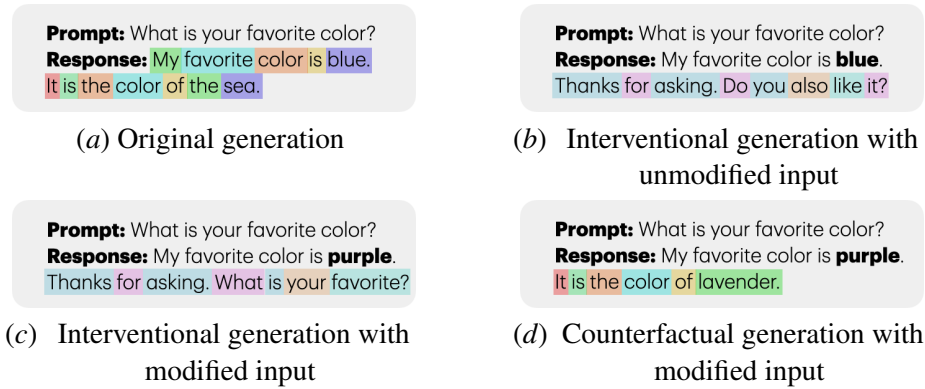 Prompt: What is your favorite color?
Response: My favorite color is blue.
It is the color of the sea.
(a) Original generation
Prompt: What is your favorite color?
Response: My favorite color is blue.
Thanks for asking. Do you also like it?
(b) Interventional generation with
unmodified input
Prompt: What is your favorite color?
Response: My favorite color is purple.
Thanks for asking. What is your favorite?
(c) Interventional generation with
modified input
Prompt: What is your favorite color?
Response: My favorite color is purple.
It is the color of lavender.
(d) Counterfactual generation with
modified input